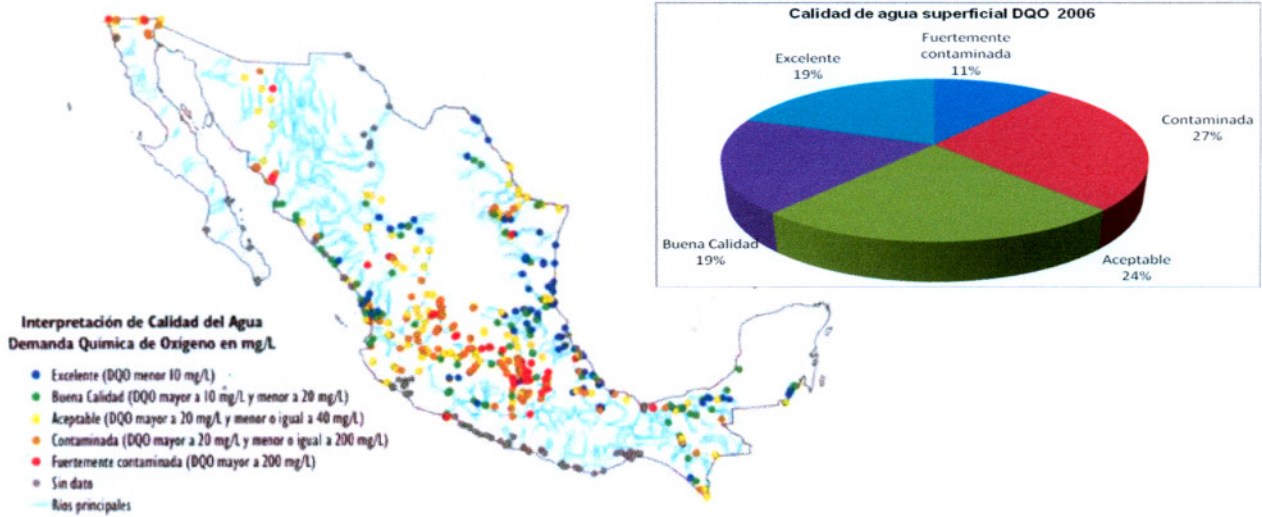 Calidad de agua superficial DQO 2006
Fuertemente
contaminada
11%
Excelente
19%
Contaminada
27%
Buena Calidad
19%
Aceptable
24%
Interpretación de Calidad del Agua
Demanda Química de Oxígeno en mg/L
Excelente (DQO menor 10 mg/L)
Buena Calidad (DQO mayor a 10 mg/L y menor a 20 mg/L)
Aceptable (DQO mayor a 20 mg/L y menor o igual a 40 mg/L)
Contaminada (DQO mayor a 20 mg/L y menor o igual a 200 mg/L)
Fuertemente contaminada (DQO mayor a 200 mg/L)
Sin dato
Ríos principales